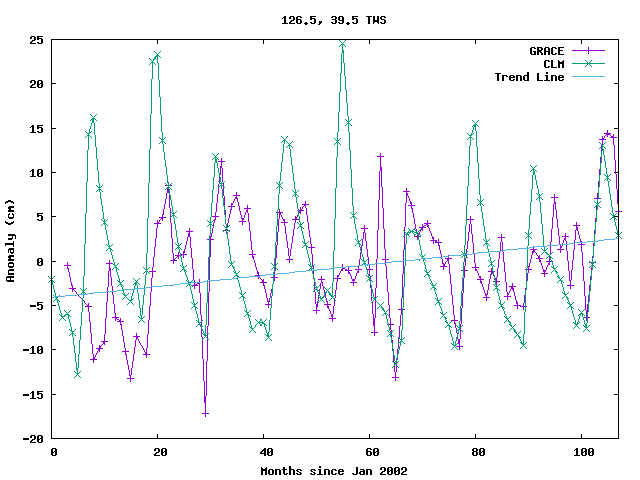 126.5, 39.5 TWS
GRACE
CLM
Trend Line
25
20
15
10
5
0
-5
-10
-15
-20
Anomaly (cm)
0 20 40 60 80 100
Months since Jan 2002